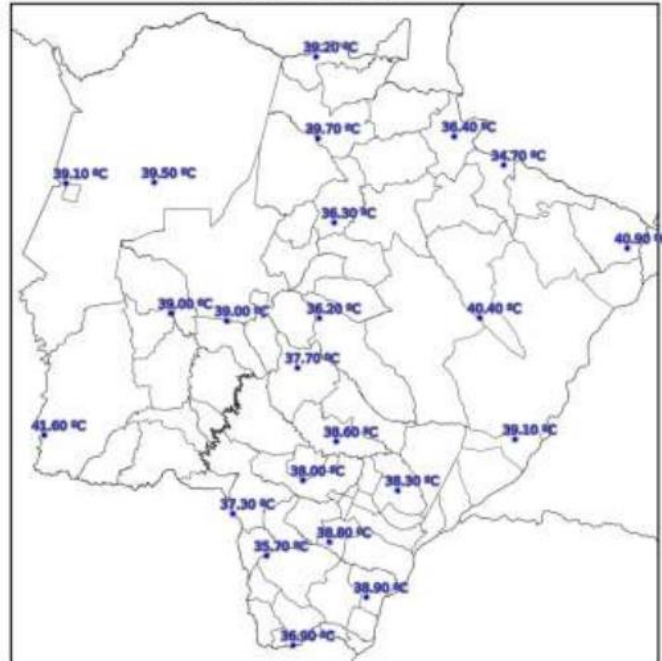 39.20 ºC
39.70 ºC
36.40 ºC
34.70 ºC
39.10 ºC
39.50 ºC
36.30 ºC
40.90 º
39.00 ºC
39.00 ºC
36.20 ºC
40.40 ºC
37.70 ºC
41.60 ºC
38.60 ºC
39.10 ºC
38.00 ºC
38.30 ºC
37.30 ºC
38.80 ºC
35.70 ºC
38.90 ºC
36.90 ºC